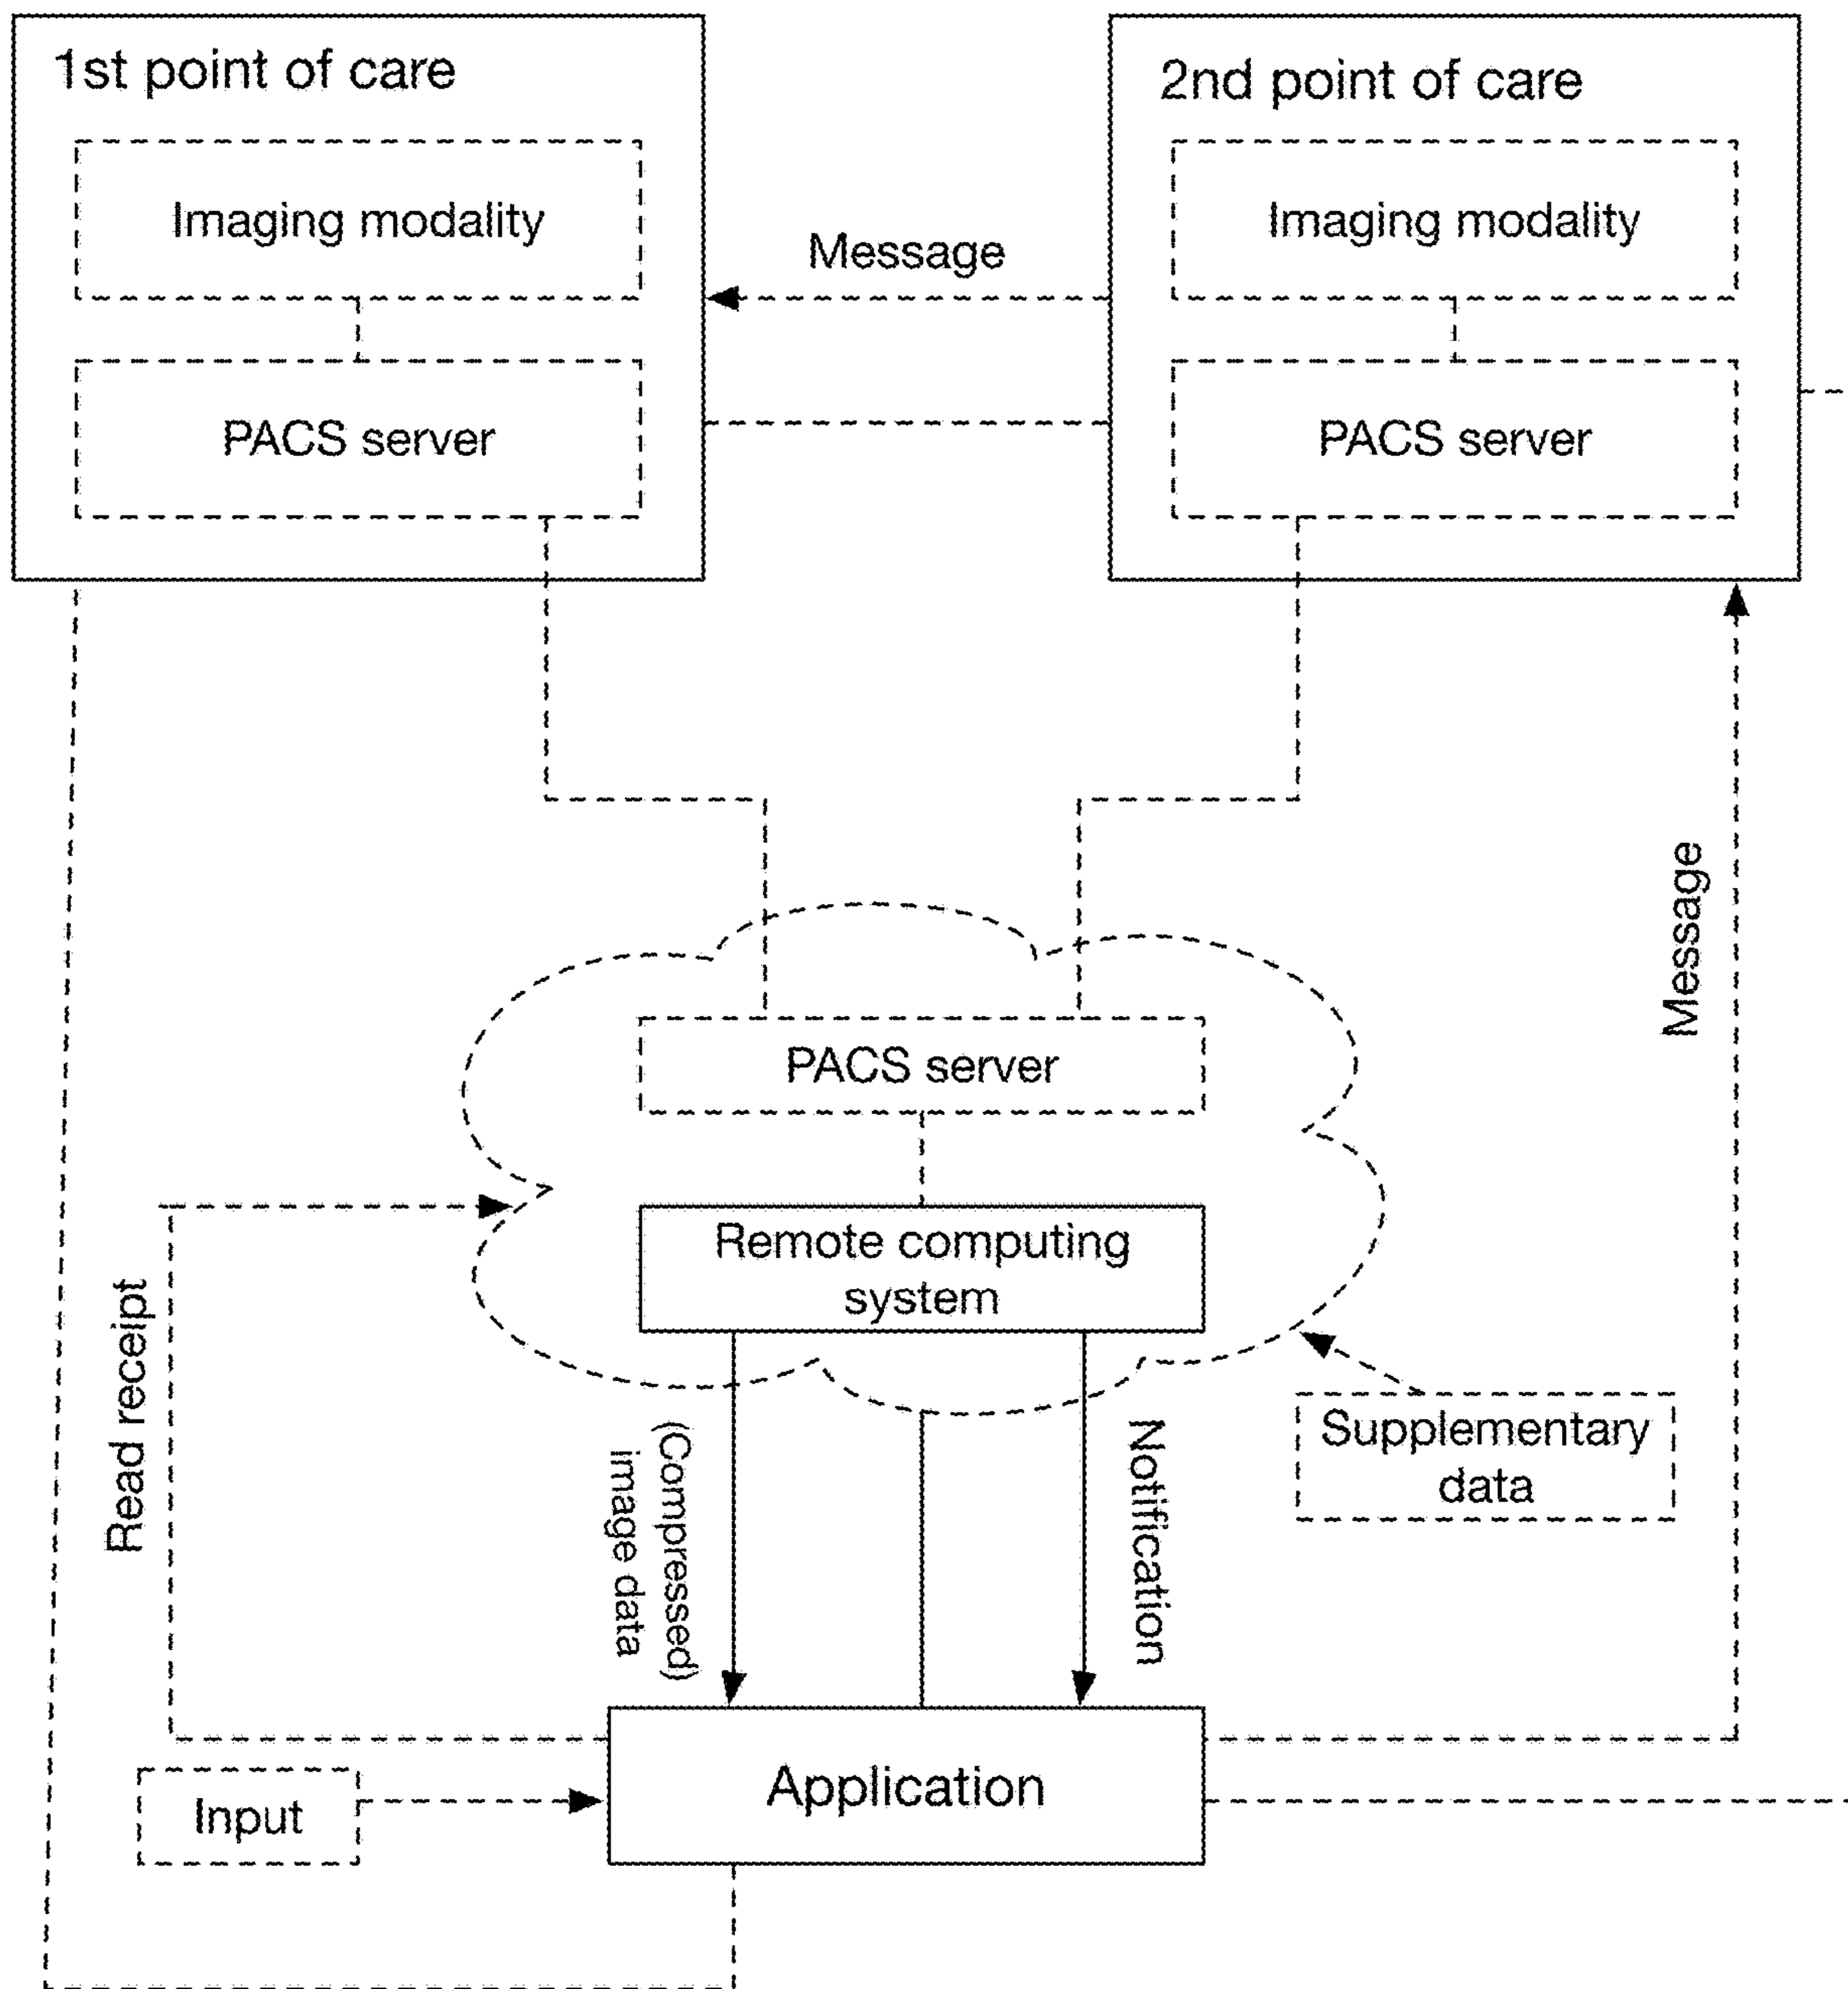 1st point of care
2nd point of care
Imaging modality
Imaging modality
Message
PACS server
PACS server
Message
PACS server
Remote computing
system
Read receipt
(Compressed)
image data
Notification
Supplementary
data
Application
Input